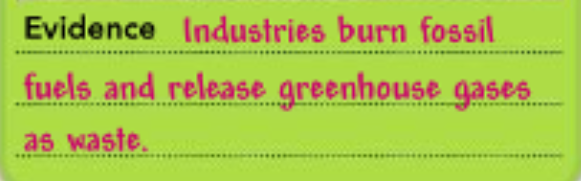 Evidence Industries burn fossil
fuels and release greenhouse gases
as waste.